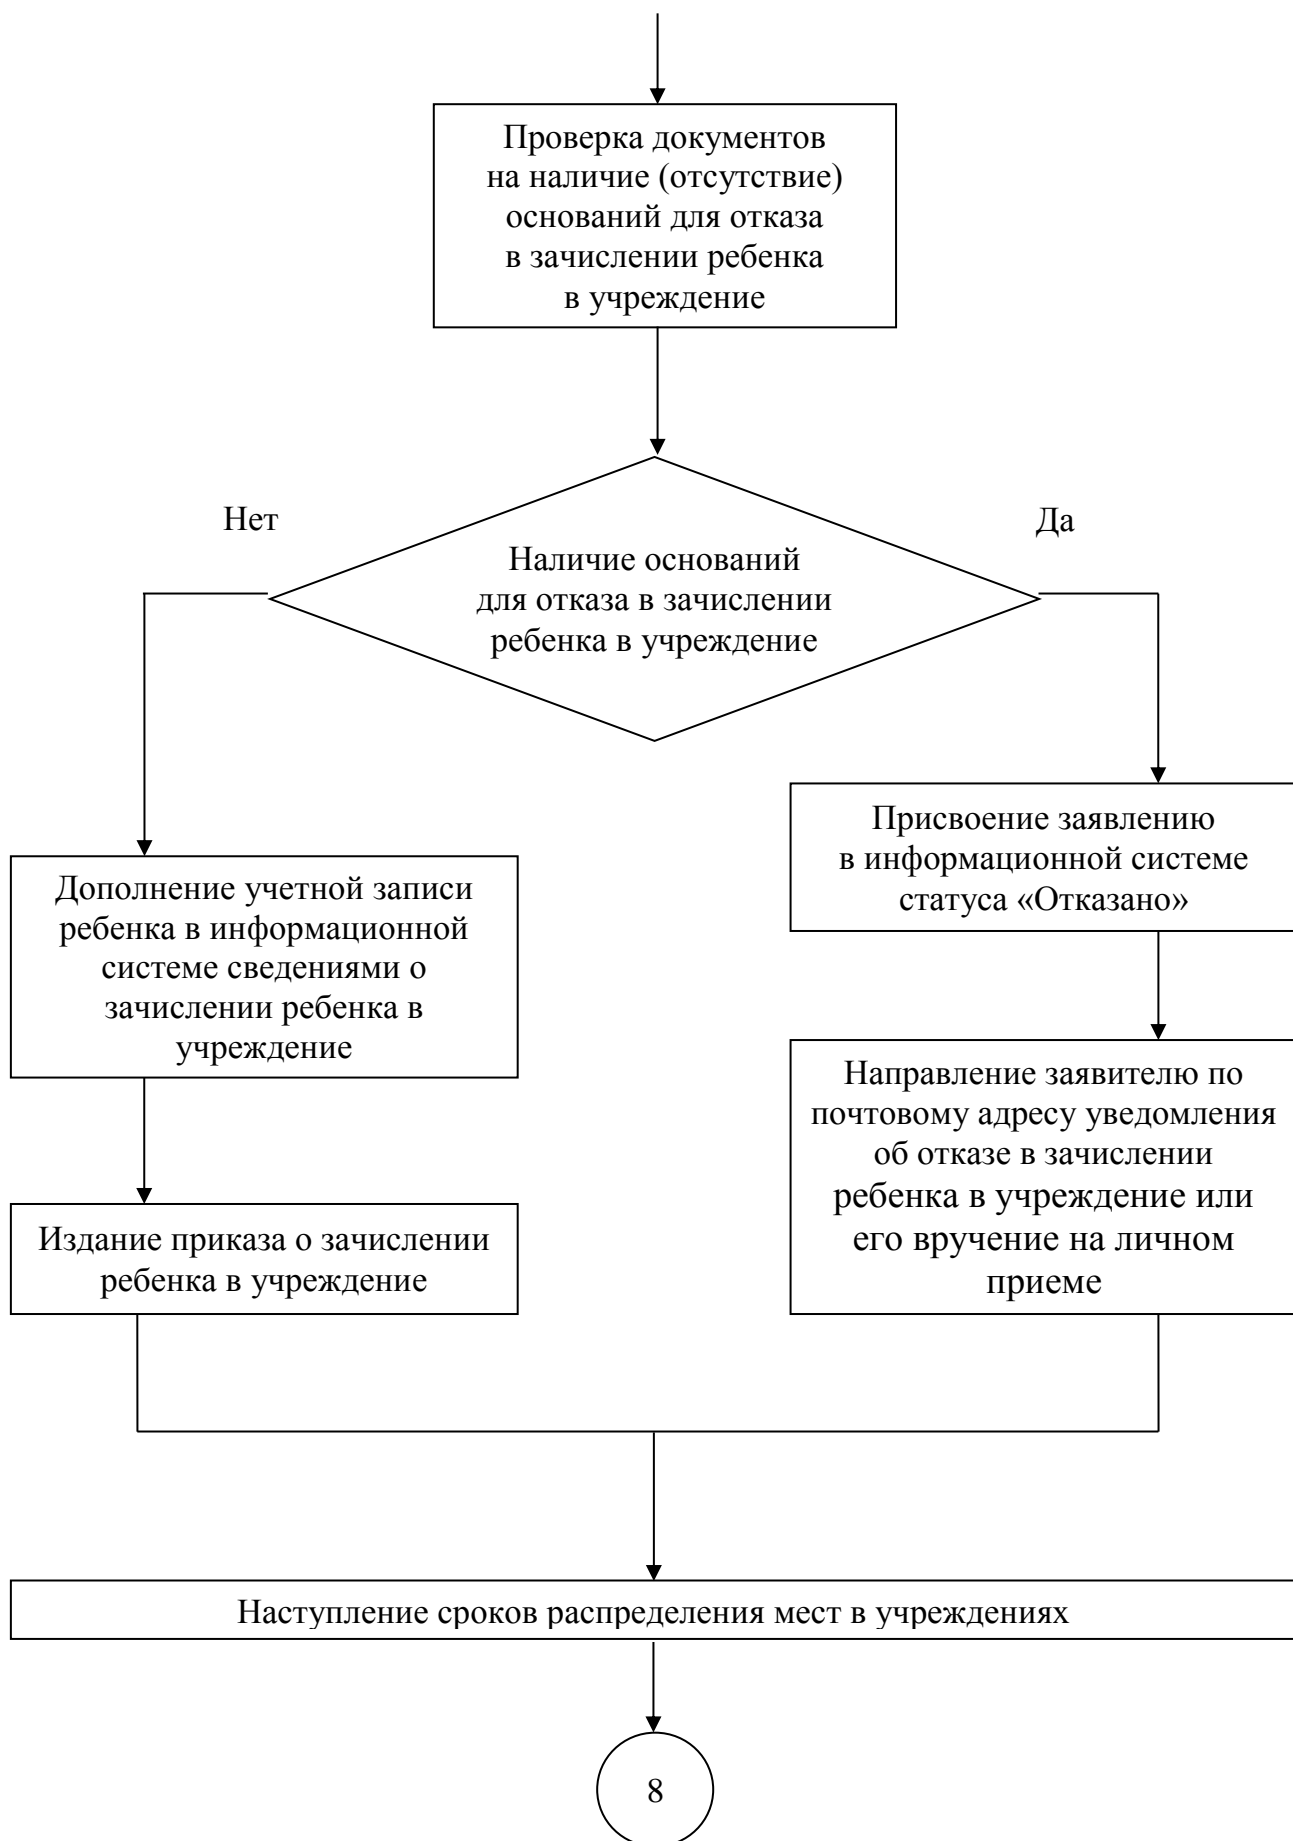 Проверка документов
на наличие (отсутствие)
оснований для отказа
в зачислении ребенка
в учреждение
Нет
Да
Наличие оснований
для отказа в зачислении
ребенка в учреждение
Присвоение заявлению
в информационной системе
статуса «Отказано»
Дополнение учетной записи
ребенка в информационной
системе сведениями о
зачислении ребенка в
учреждение
Направление заявителю по
почтовому адресу уведомления
об отказе в зачислении
ребенка в учреждение или
его вручение на личном
приеме
Издание приказа о зачислении
ребенка в учреждение
Наступление сроков распределения мест в учреждениях
8